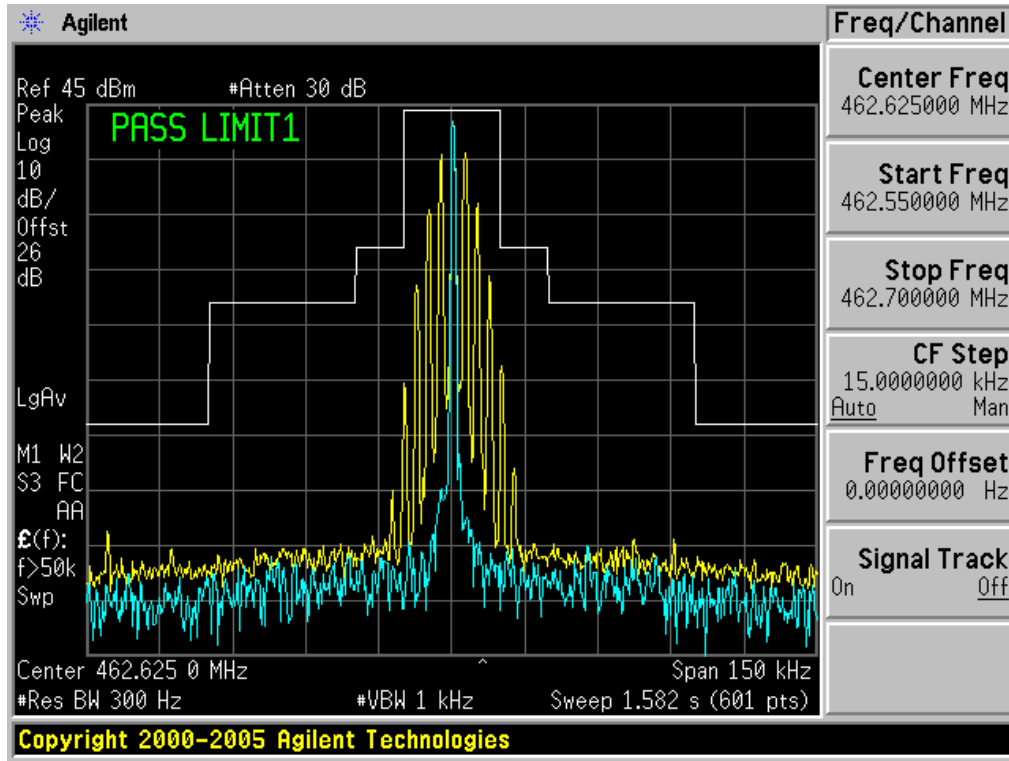 Agilent
Freq/Channel
Ref 45 dBm #Atten 30 dB
Peak
Log
10
dB/
Offst
26
dB
PASS LIMIT1
LgAv
M1 W2
S3 FC
AA
£(f):
f>50k
Swp
Center 462.625 0 MHz ^ Span 150 kHz
#Res BW 300 Hz #VBW 1 kHz Sweep 1.582 s (601 pts)
Center Freq
462.625000 MHz
Start Freq
462.550000 MHz
Stop Freq
462.700000 MHz
CF Step
15.0000000 kHz
Auto Man
Freq Offset
0.00000000 Hz
Signal Track
On Off
Copyright 2000-2005 Agilent Technologies